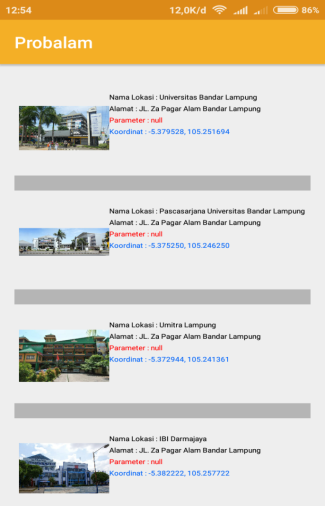 12:54 12,0K/d 86%
Probalam
Nama Lokasi : Universitas Bandar Lampung
Alamat : JL. Za Pagar Alam Bandar Lampung
Parameter : null
Koordinat : -5.379528, 105.251694
Nama Lokasi : Pascasarjana Universitas Bandar Lampung
Alamat : JL. Za Pagar Alam Bandar Lampung
Parameter : null
Koordinat : -5.375250, 105.246250
Nama Lokasi : Umitra Lampung
Alamat : JL. Za Pagar Alam Bandar Lampung
Parameter : null
Koordinat : -5.372944, 105.241361
Nama Lokasi : IBI Darmajaya
Alamat : JL. Za Pagar Alam Bandar Lampung
Parameter : null
Koordinat : -5.382222, 105.257722